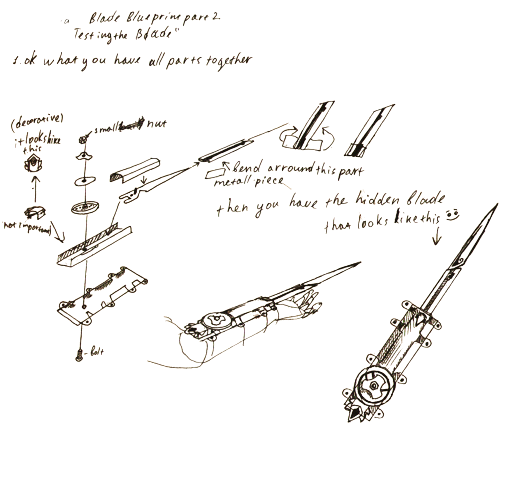 a Blade Blueprint part 2
Testing the Blade"
1. ok what you have all parts together
(decorative)
it looks like
this
small nut
not important
Bend arround this part
metall piece
then you have the hidden Blade
that looks like this
-Bolt